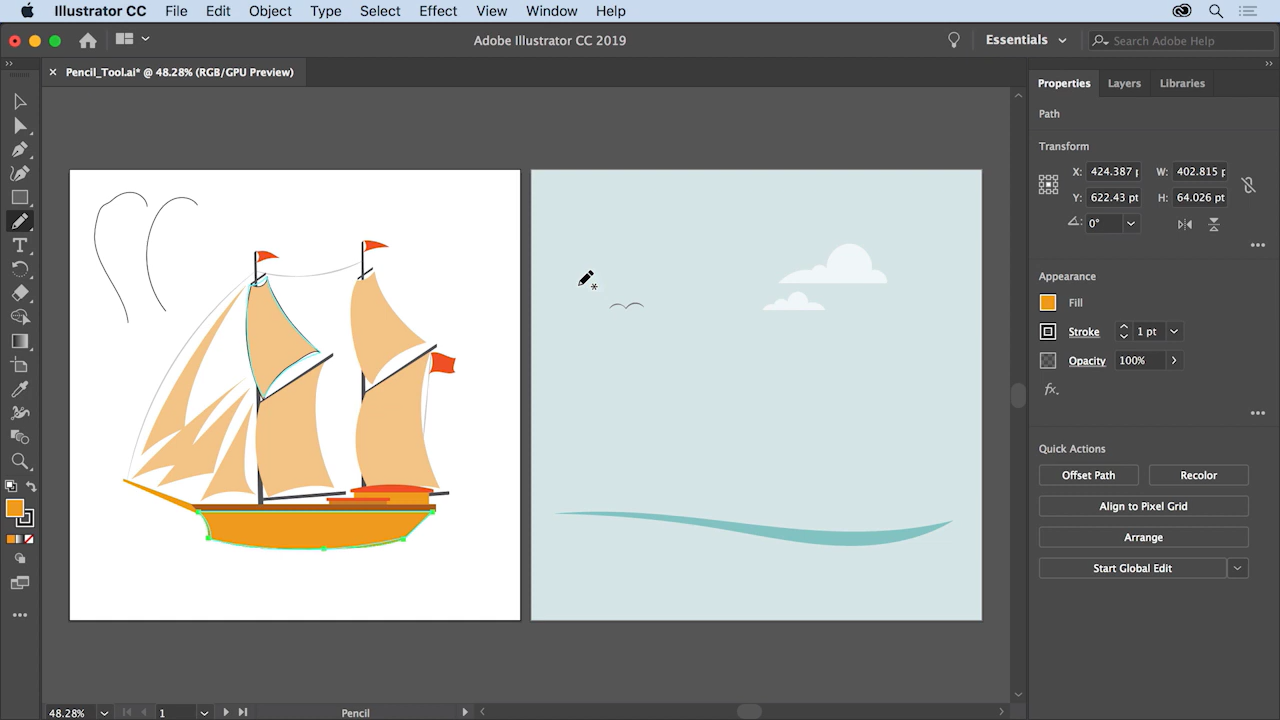 Illustrator CC File Edit Object Type Select Effect View Window Help
Adobe Illustrator CC 2019
Essentials
Search Adobe Help
Pencil_Tool.ai* @ 48.28% (RGB/GPU Preview)
Properties Layers Libraries
Path
Transform
X: 424.387 W: 402.815
Y: 622.43 pt H: 64.026 pt
0°
Appearance
Fill
Stroke 1 pt
Opacity 100%
fx.
Quick Actions
Offset Path Recolor
Align to Pixel Grid
Arrange
Start Global Edit
48.28% 1 Pencil